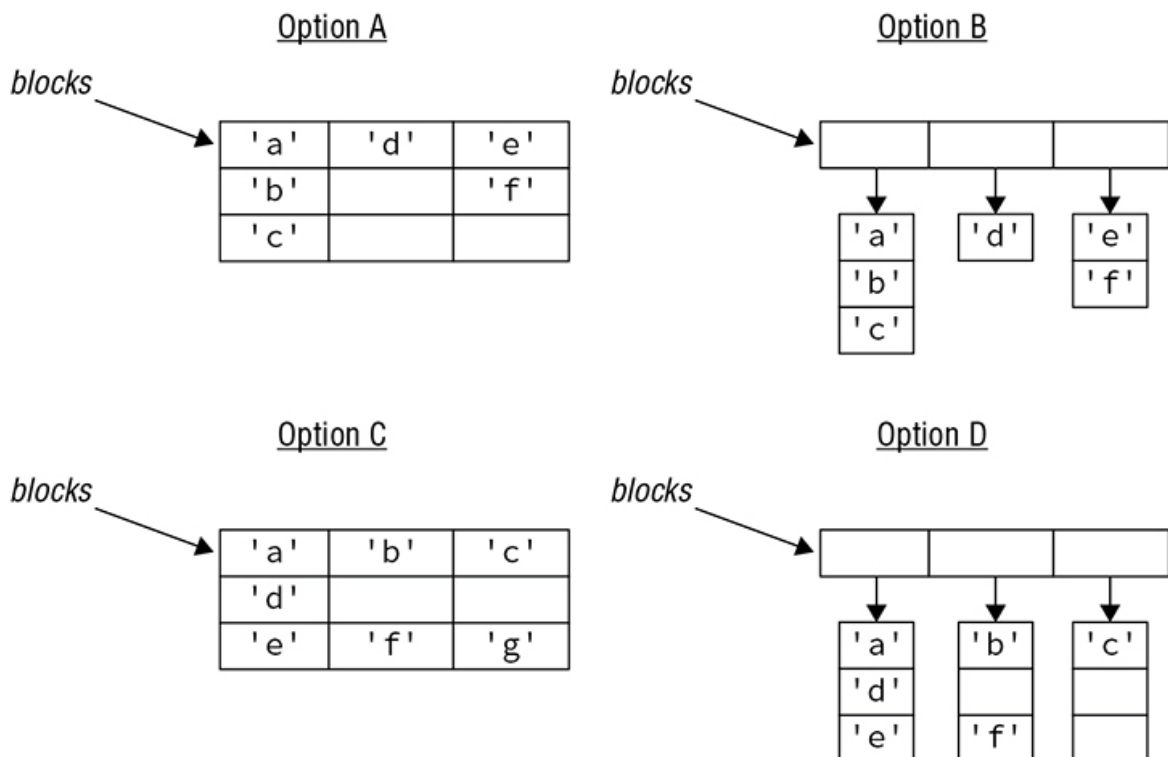 Option A
blocks
'a' 'd' 'e'
'b' 'f'
'c'
Option B
blocks
'a' 'd' 'e'
'b' 'f'
'c'
Option C
blocks
'a' 'b' 'c'
'd'
'e' 'f' 'g'
Option D
blocks
'a' 'b' 'c'
'd'
'e' 'f'